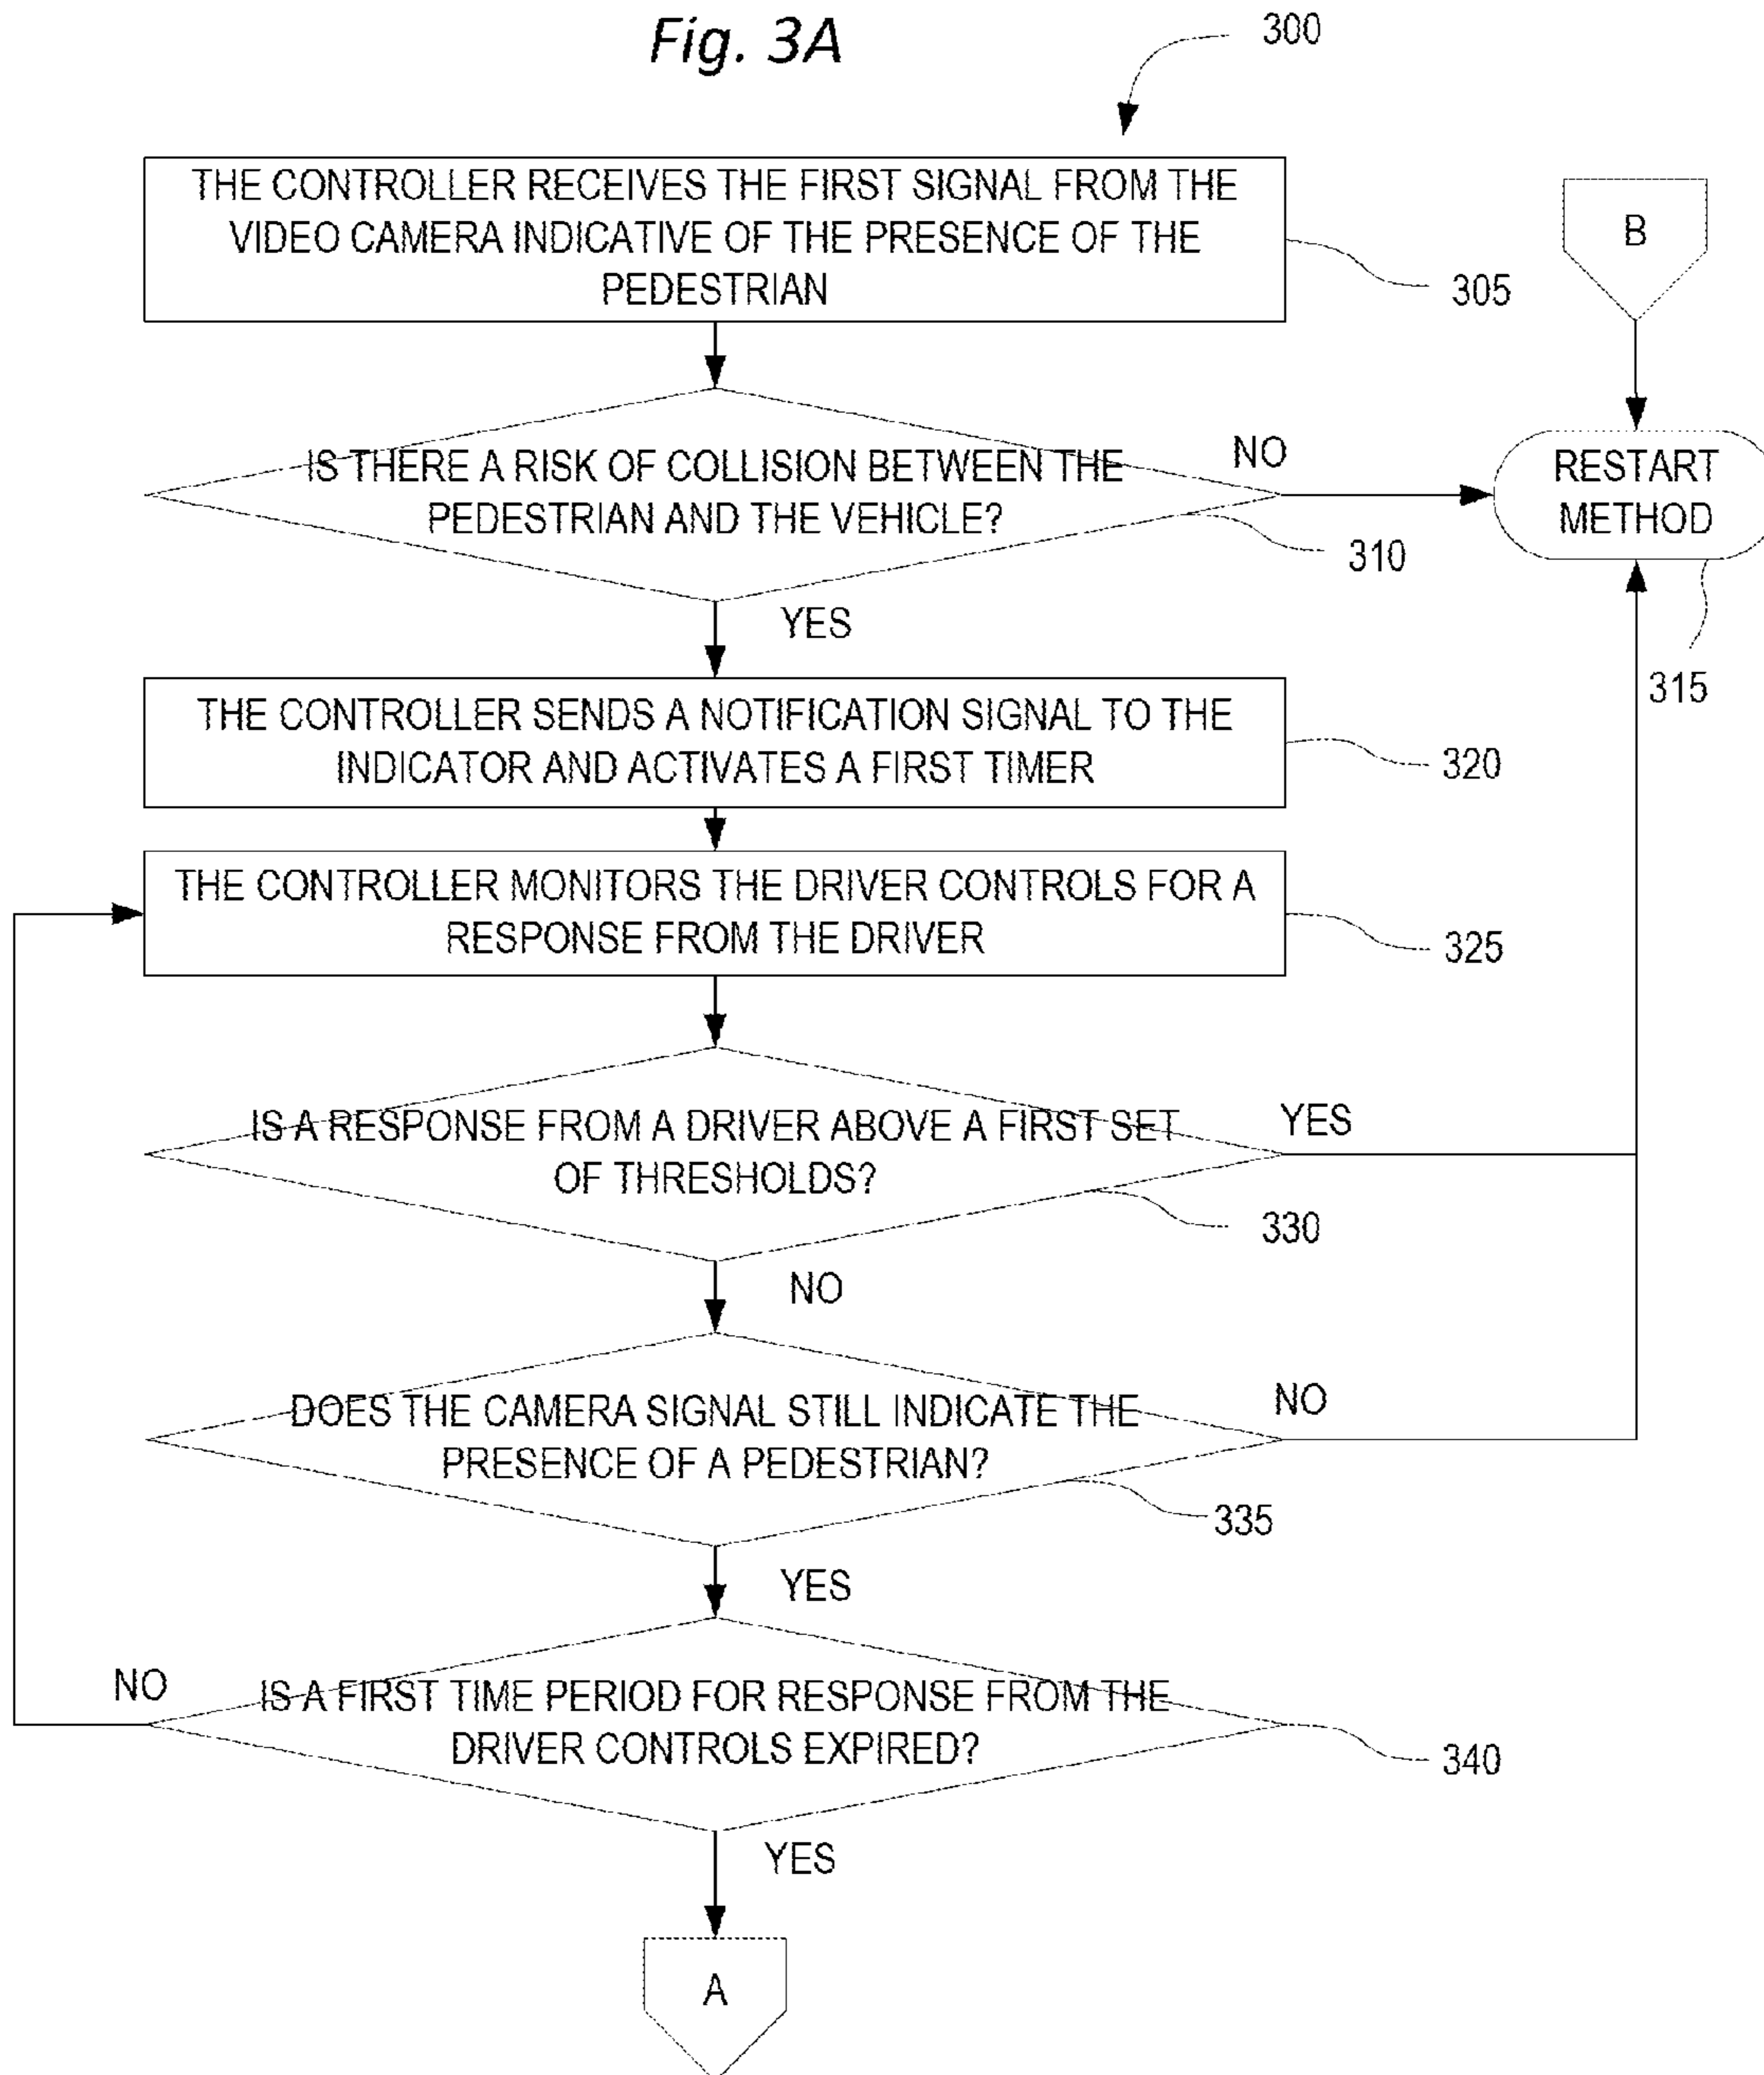 Fig. 3A
300
THE CONTROLLER RECEIVES THE FIRST SIGNAL FROM THE
VIDEO CAMERA INDICATIVE OF THE PRESENCE OF THE
PEDESTRIAN
305
B
IS THERE A RISK OF COLLISION BETWEEN THE
PEDESTRIAN AND THE VEHICLE?
NO
310
RESTART
METHOD
315
YES
THE CONTROLLER SENDS A NOTIFICATION SIGNAL TO THE
INDICATOR AND ACTIVATES A FIRST TIMER
320
THE CONTROLLER MONITORS THE DRIVER CONTROLS FOR A
RESPONSE FROM THE DRIVER
325
IS A RESPONSE FROM A DRIVER ABOVE A FIRST SET
OF THRESHOLDS?
YES
330
NO
DOES THE CAMERA SIGNAL STILL INDICATE THE
PRESENCE OF A PEDESTRIAN?
NO
335
YES
NO
IS A FIRST TIME PERIOD FOR RESPONSE FROM THE
DRIVER CONTROLS EXPIRED?
340
YES
A